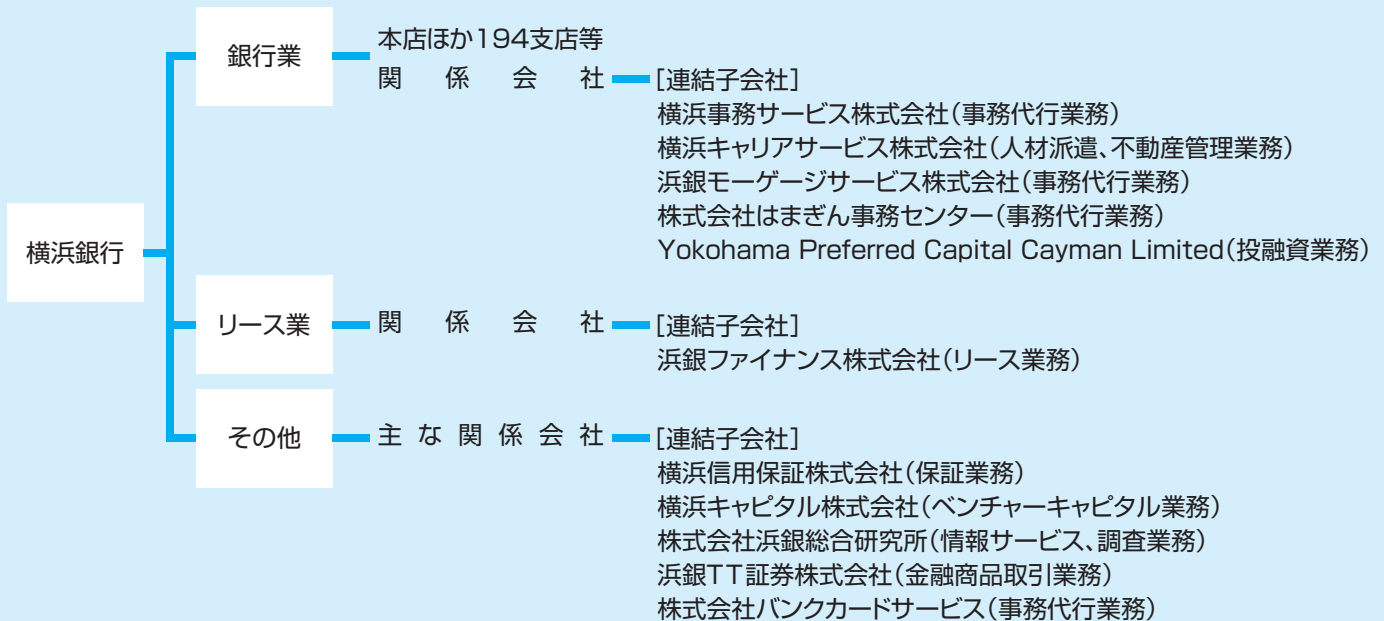 横浜銀行
銀行業
本店ほか194支店等
関係会社
[連結子会社]
横浜事務サービス株式会社(事務代行業務)
横浜キャリアサービス株式会社(人材派遣、不動産管理業務)
浜銀モーゲージサービス株式会社(事務代行業務)
株式会社はまぎん事務センター(事務代行業務)
Yokohama Preferred Capital Cayman Limited(投融資業務)
リース業
関係会社
[連結子会社]
浜銀ファイナンス株式会社(リース業務)
その他
主な関係会社
[連結子会社]
横浜信用保証株式会社(保証業務)
横浜キャピタル株式会社(ベンチャーキャピタル業務)
株式会社浜銀総合研究所(情報サービス、調査業務)
浜銀TT証券株式会社(金融商品取引業務)
株式会社バンクカードサービス(事務代行業務)